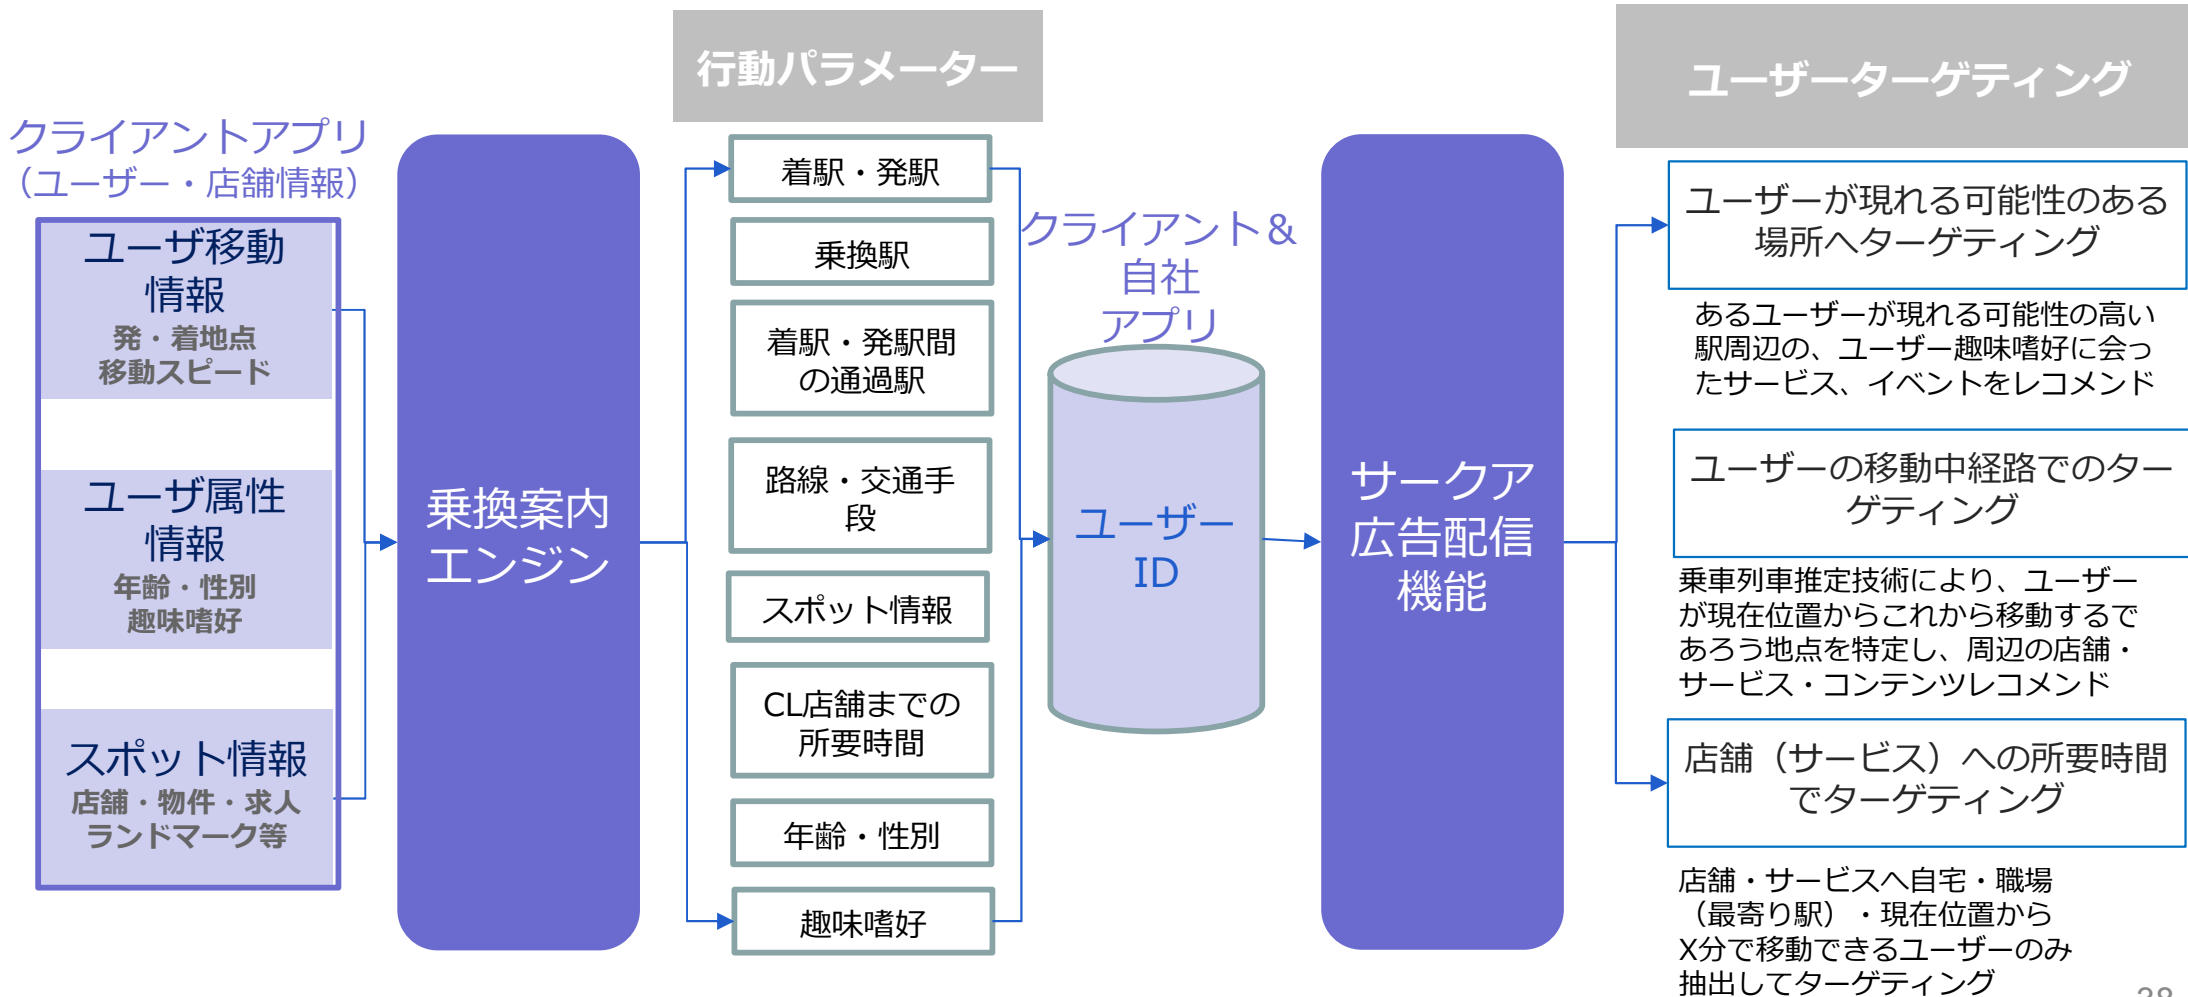 行動パラメーター
ユーザーターゲティング
クライアントアプリ
（ユーザー・店舗情報）
ユーザ移動
情報
発・着地点
移動スピード
ユーザ属性
情報
年齢・性別
趣味嗜好
スポット情報
店舗・物件・求人
ランドマーク等
乗換案内
エンジン
着駅・発駅
乗換駅
着駅・発駅間
の通過駅
路線・交通手
段
スポット情報
CL店舗までの
所要時間
年齢・性別
趣味嗜好
クライアント＆
自社
アプリ
ユーザー
ID
サークア
広告配信
機能
ユーザーが現れる可能性のある
場所へターゲティング
あるユーザーが現れる可能性の高い
駅周辺の、ユーザー趣味嗜好に会っ
たサービス、イベントをレコメンド
ユーザーの移動中経路でのター
ゲティング
乗車列車推定技術により、ユーザー
が現在位置からこれから移動するで
あろう地点を特定し、周辺の店舗・
サービス・コンテンツレコメンド
店舗（サービス）への所要時間
でターゲティング
店舗・サービスへ自宅・職場
（最寄り駅）・現在位置から
X分で移動できるユーザーのみ
抽出してターゲティング